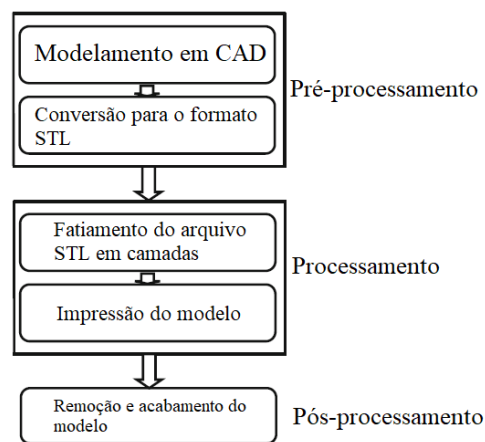 Modelamento em CAD
Conversão para o formato
STL
Pré-processamento
Fatiamento do arquivo
STL em camadas
Processamento
Impressão do modelo
Remoção e acabamento do
modelo
Pós-processamento